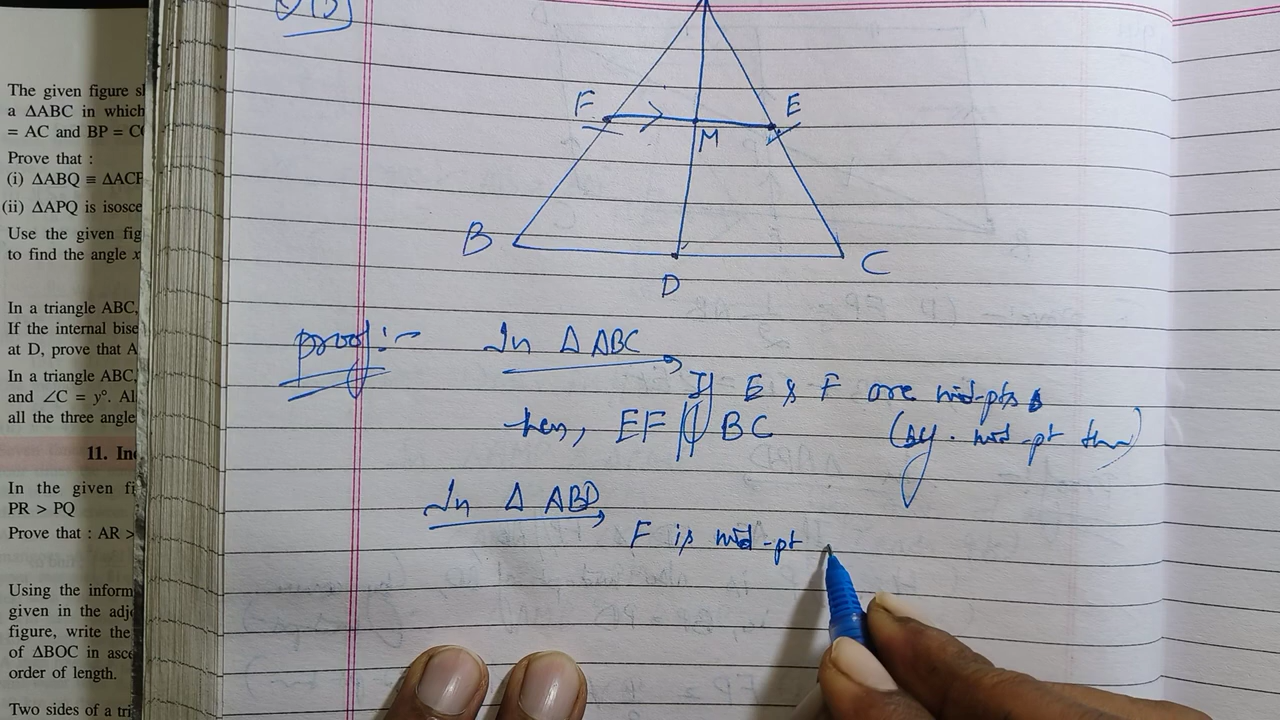 The given figure s
a ΔABC in which
= AC and BP = C
Prove that :
(i) ΔABQ ≡ ΔACP
(ii) ΔAPQ is isosce
Use the given fig
to find the angle x
In a triangle ABC,
If the internal bise
at D, prove that A
In a triangle ABC,
and ∠C = y°. Al
all the three angle
11. In
In the given fi
PR > PQ
Prove that : AR >
Using the inform
given in the adj
figure, write the
of ΔBOC in asce
order of length.
Two sides of a tri
F E
M
B C
D
proof :-
In Δ ABC
If E & F are mid-pts
then, EF || BC (by mid-pt thm)
In Δ ABD
F is mid-pt